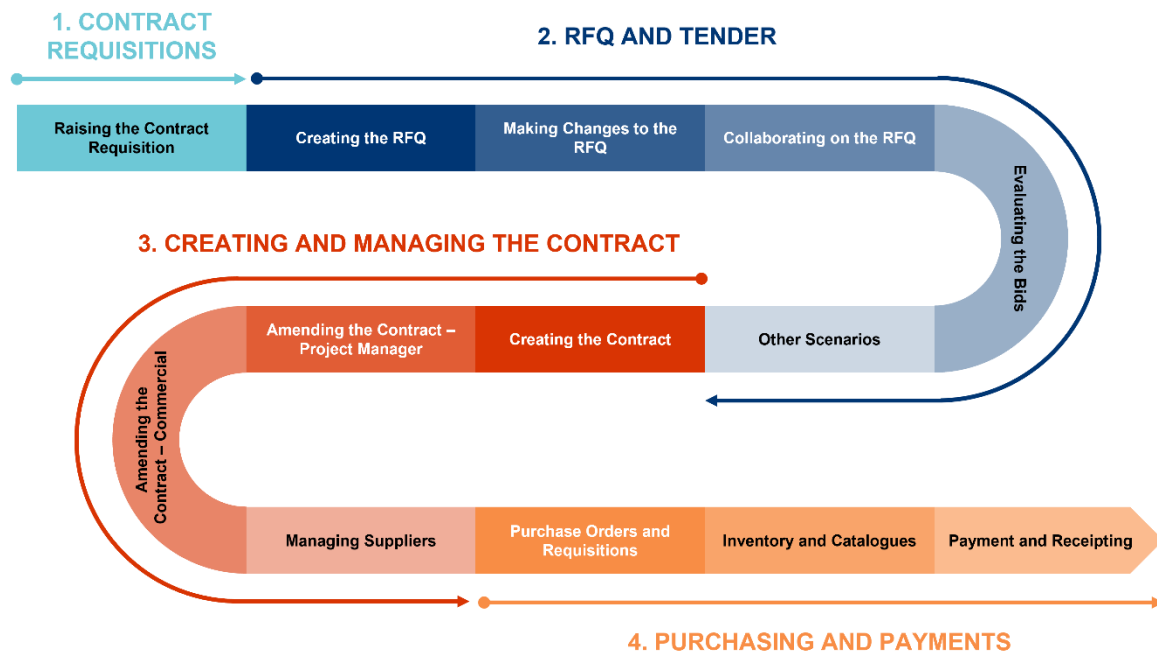 1. CONTRACT
REQUISITIONS
2. RFQ AND TENDER
Raising the Contract
Requisition
Creating the RFQ
Making Changes to the
RFQ
Collaborating on the RFQ
Evaluating the Bids
3. CREATING AND MANAGING THE CONTRACT
Other Scenarios
Creating the Contract
Amending the Contract –
Project Manager
Amending the
Contract – Commercial
Managing Suppliers
Purchase Orders and
Requisitions
Inventory and Catalogues
Payment and Receipting
4. PURCHASING AND PAYMENTS